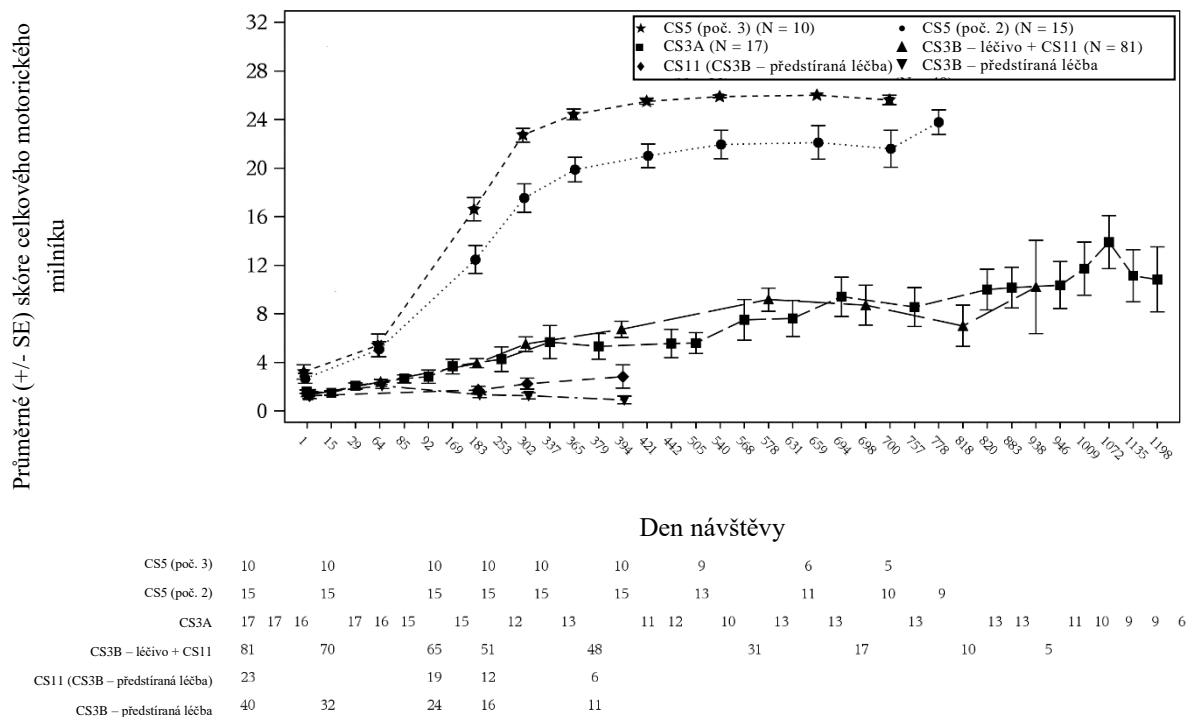 Průměrné (+/- SE) skóre celkového motorického
milníku
32
28
24
20
16
12
8
4
0
CS5 (poč. 3) (N = 10)
CS5 (poč. 2) (N = 15)
CS3A (N = 17)
CS3B – léčivo + CS11 (N = 81)
CS11 (CS3B – předstíraná léčba)
CS3B – předstíraná léčba
1 15 29 64 85 92 169 183 253 302 337 365 379 394 421 442 505 540 568 578 631 659 694 698 700 757 778 818 820 883 938 946 1009 1072 1135 1198
Den návštěvy
CS5 (poč. 3) 10 10 10 10 10 10 9 6 5
CS5 (poč. 2) 15 15 15 15 15 15 13 11 10 9
CS3A 17 17 16 17 16 15 15 12 13 11 12 10 13 13 13 13 13 11 10 9 9 6
CS3B – léčivo + CS11 81 70 65 51 48 31 17 10 5
CS11 (CS3B – předstíraná léčba) 23 19 12 6
CS3B – předstíraná léčba 40 32 24 16 11